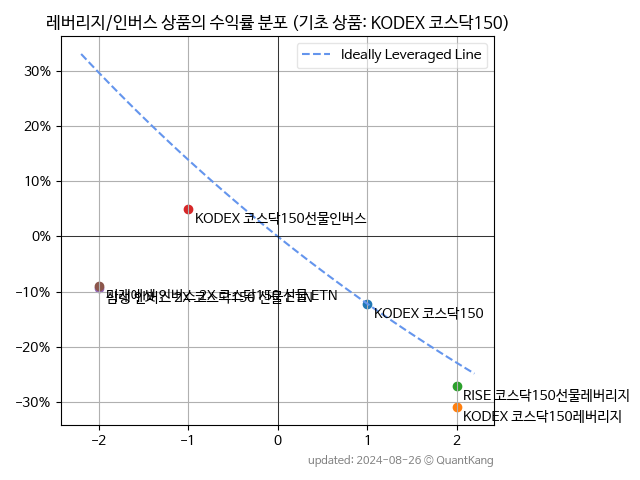 레버리지/인버스 상품의 수익률 분포 (기초 상품: KODEX 코스닥150)
Ideally Leveraged Line
30%
20%
10%
0%
−10%
−20%
−30%
KODEX 코스닥150선물인버스
KODEX 코스닥150
RISE 코스닥150선물레버리지
KODEX 코스닥150레버리지
−2
−1
0
1
2
updated: 2024-08-26 © QuantKang